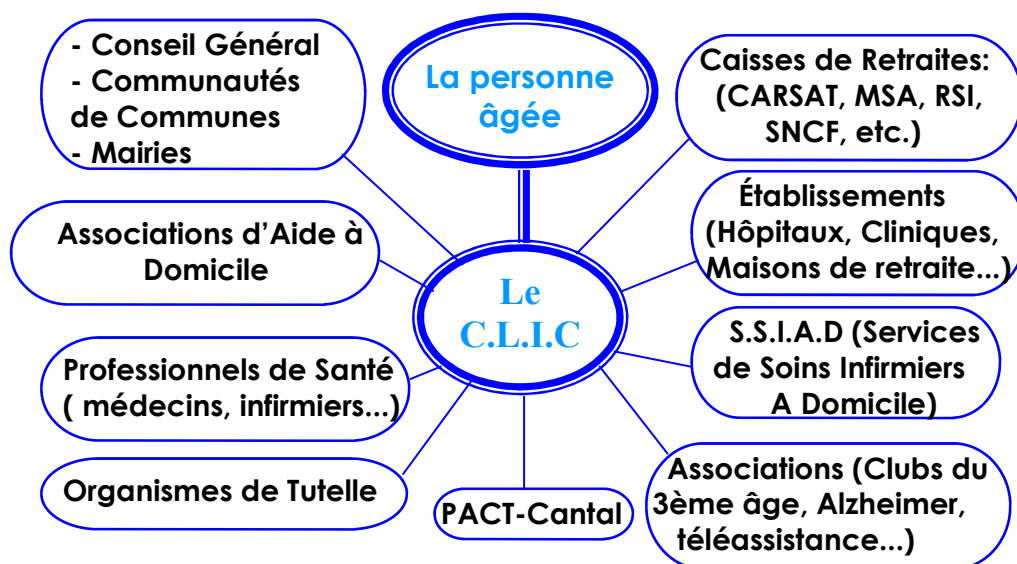 - Conseil Général
- Communautés
de Communes
- Mairies
La personne
âgée
Caisses de Retraites:
(CARSAT, MSA, RSI,
SNCF, etc.)
Associations d’Aide à
Domicile
Le
C.L.I.C
Établissements
(Hôpitaux, Cliniques,
Maisons de retraite...)
Professionnels de Santé
( médecins, infirmiers...)
S.S.I.A.D (Services
de Soins Infirmiers
A Domicile)
Organismes de Tutelle
PACT-Cantal
Associations (Clubs du
3ème âge, Alzheimer,
téléassistance...)